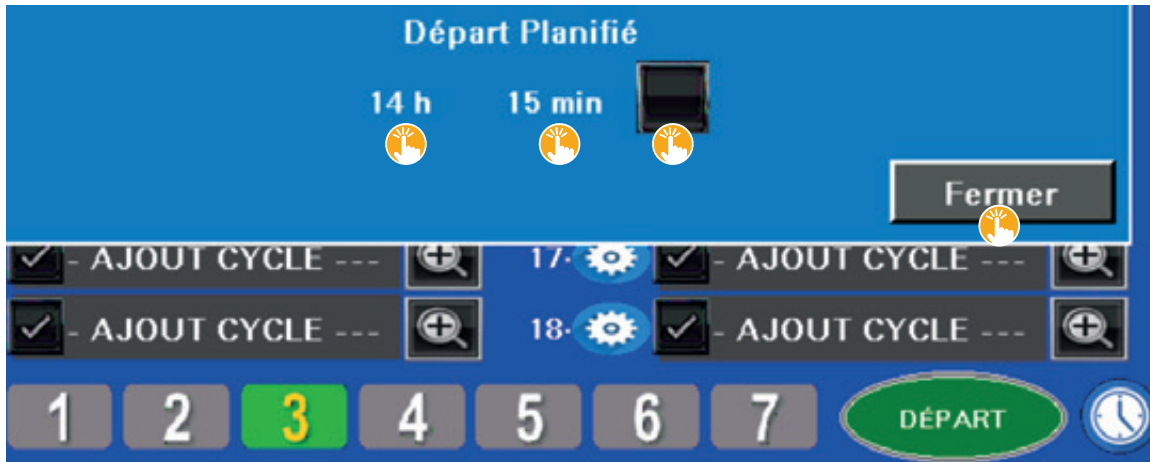 Départ Planifié
14 h 15 min
Fermer
- AJOUT CYCLE --- 17. - AJOUT CYCLE ---
- AJOUT CYCLE --- 18. - AJOUT CYCLE ---
1 2 3 4 5 6 7 DÉPART